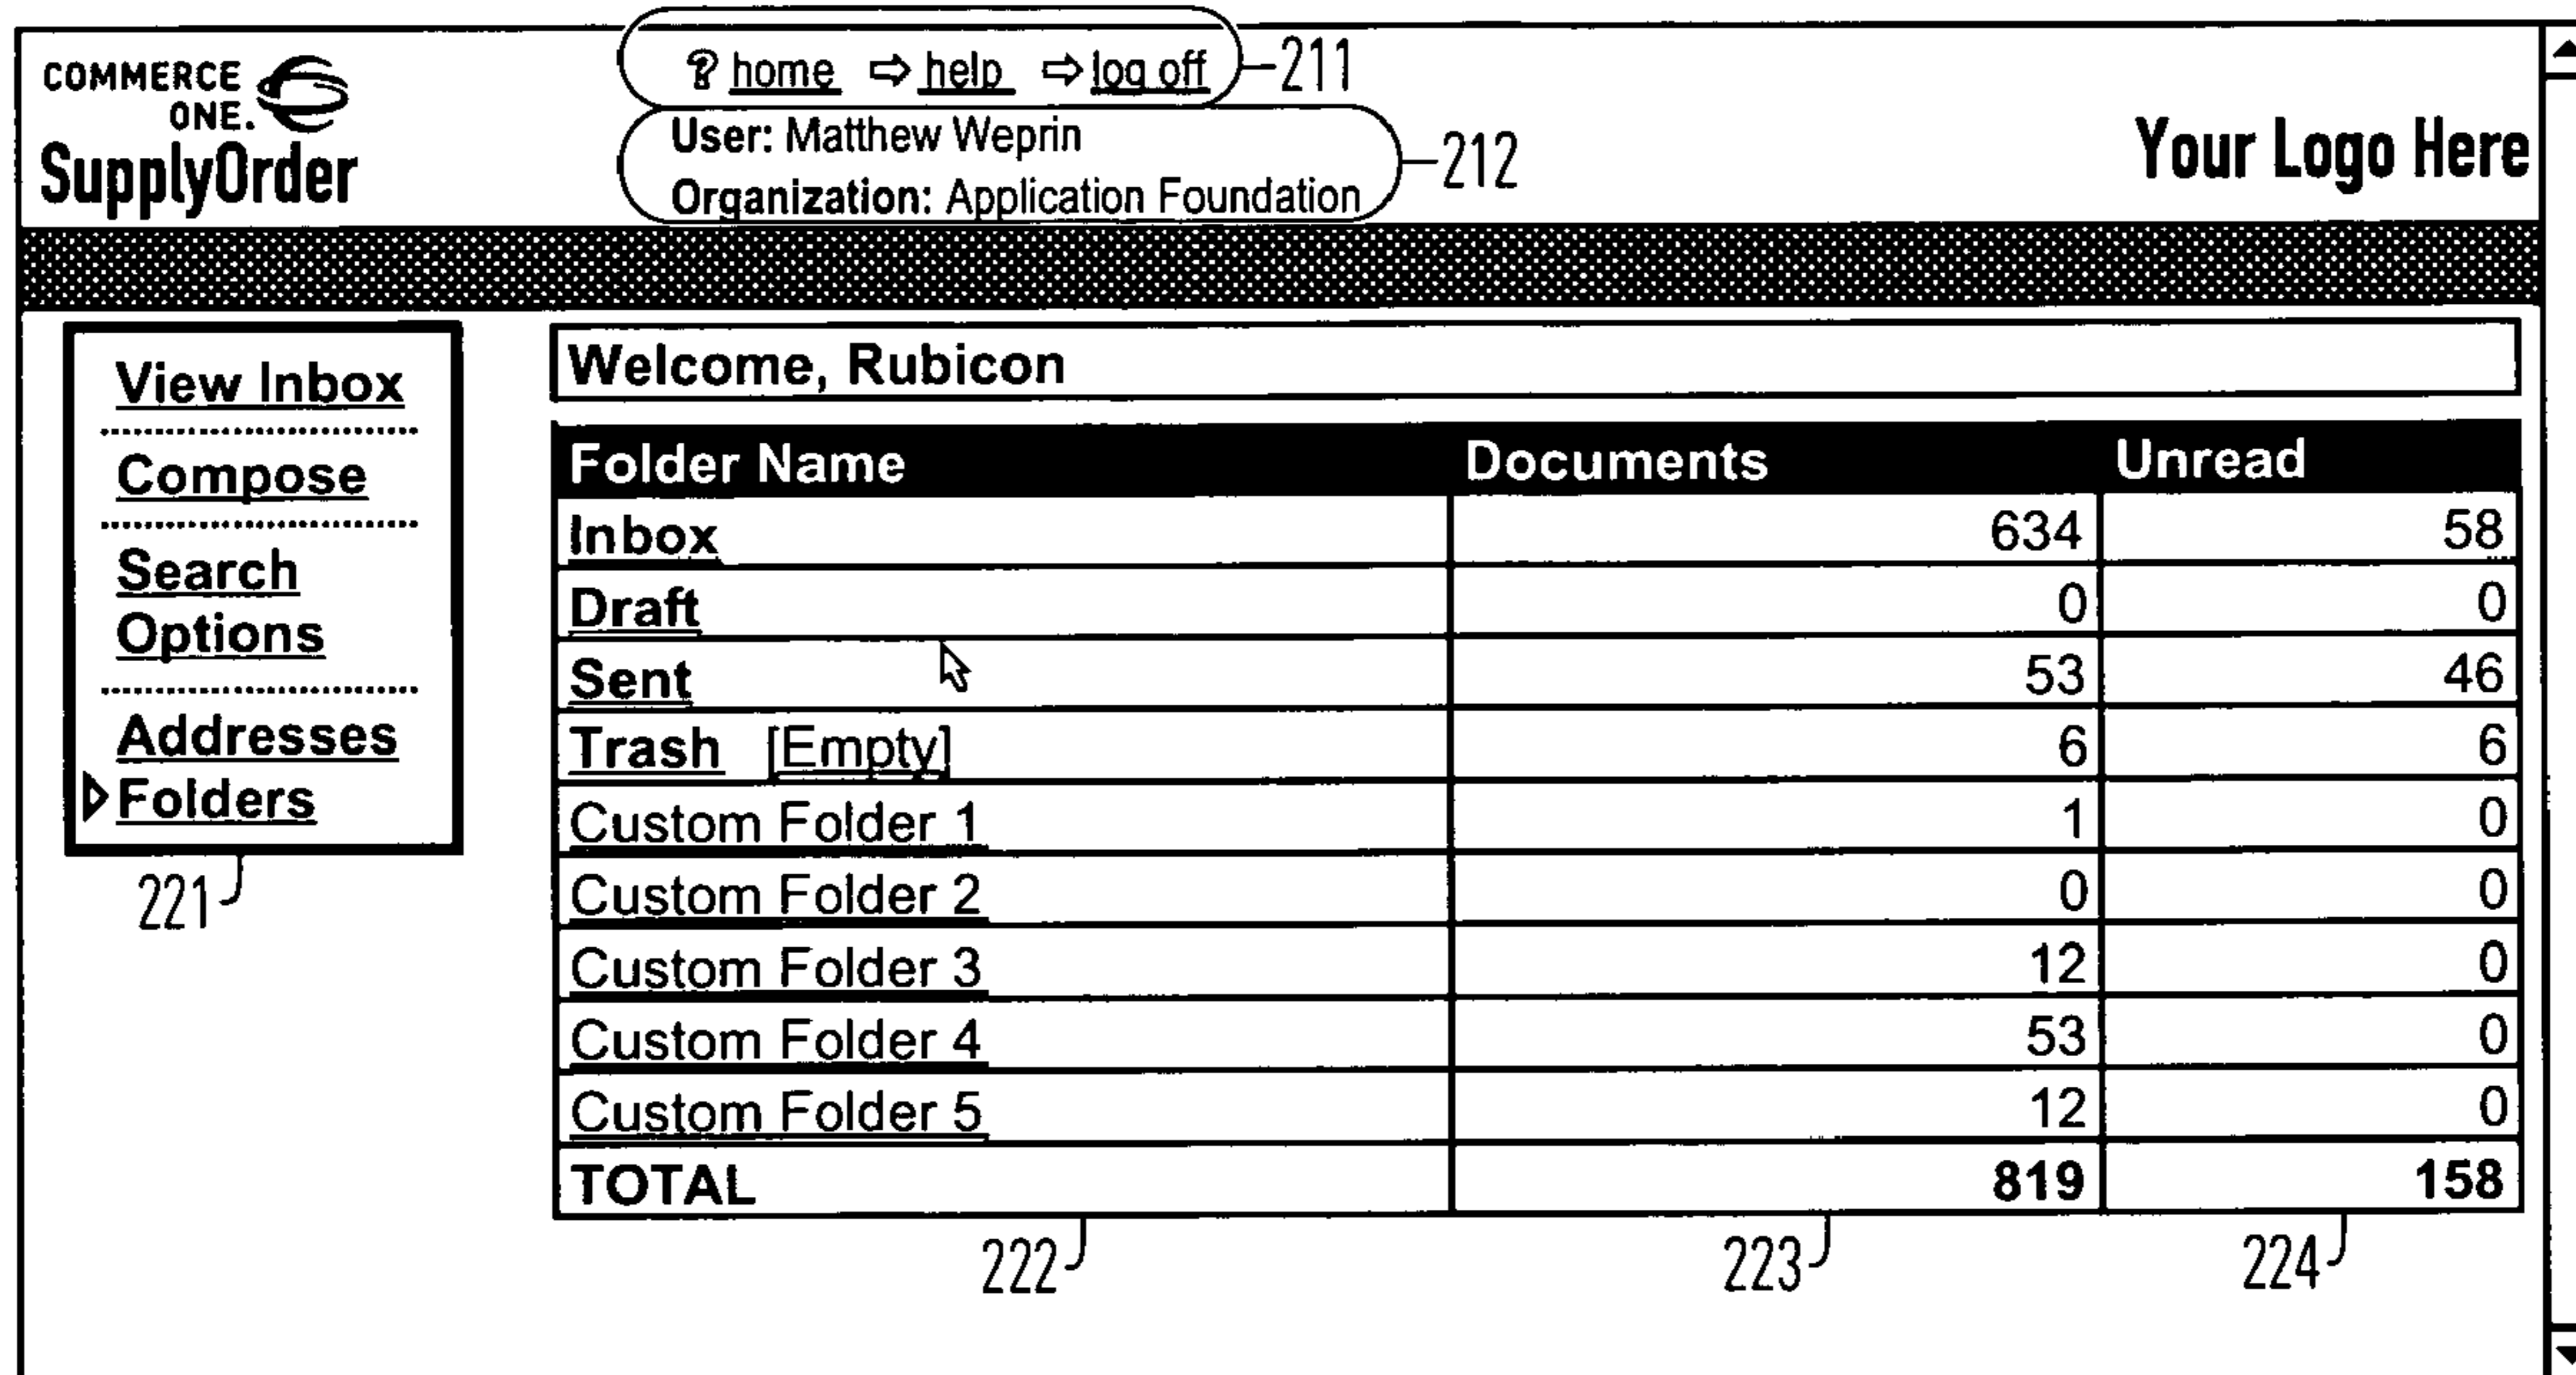 COMMERCE
ONE.
SupplyOrder
? home ⇨ help ⇨ log off
211
User: Matthew Weprin
Organization: Application Foundation
212
Your Logo Here
View Inbox
Compose
Search
Options
Addresses
Folders
221
Welcome, Rubicon
Folder Name Documents Unread
Inbox 634 58
Draft 0 0
Sent 53 46
Trash [Empty] 6 6
Custom Folder 1 1 0
Custom Folder 2 0 0
Custom Folder 3 12 0
Custom Folder 4 53 0
Custom Folder 5 12 0
TOTAL 819 158
222 223 224